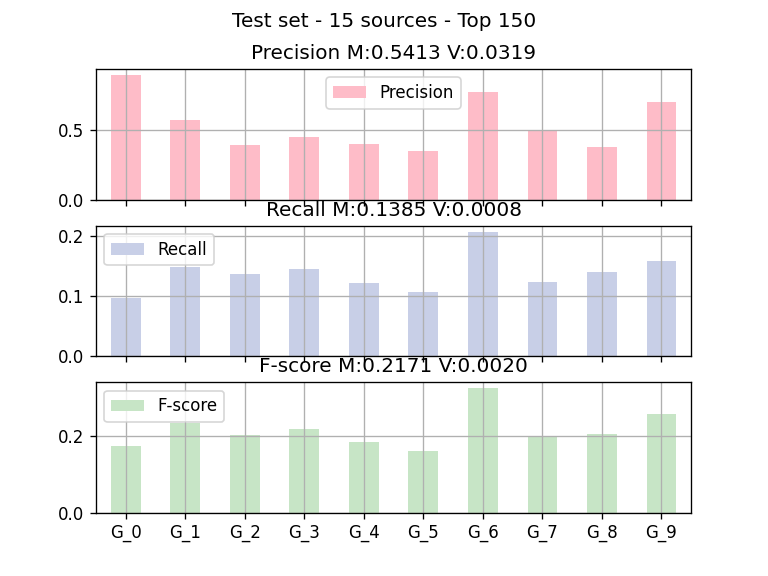 Test set - 15 sources - Top 150
Precision M:0.5413 V:0.0319
Precision
0.5
0.0
Recall M:0.1385 V:0.0008
0.2
Recall
0.1
0.0
F-score M:0.2171 V:0.0020
F-score
0.2
0.0
G_0 G_1 G_2 G_3 G_4 G_5 G_6 G_7 G_8 G_9